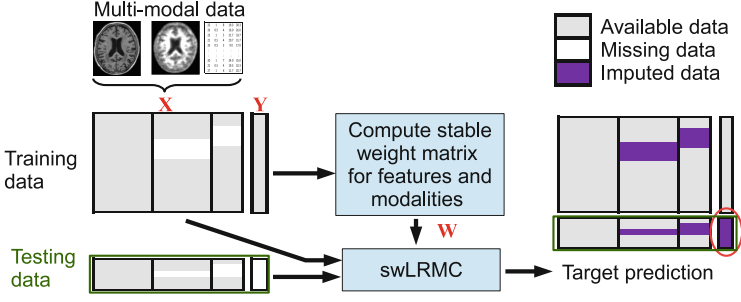 Multi-modal data
X
Y
Training
data
Compute stable
weight matrix
for features and
modalities
W
Testing
data
swLRMC
Target prediction
Available data
Missing data
Imputed data